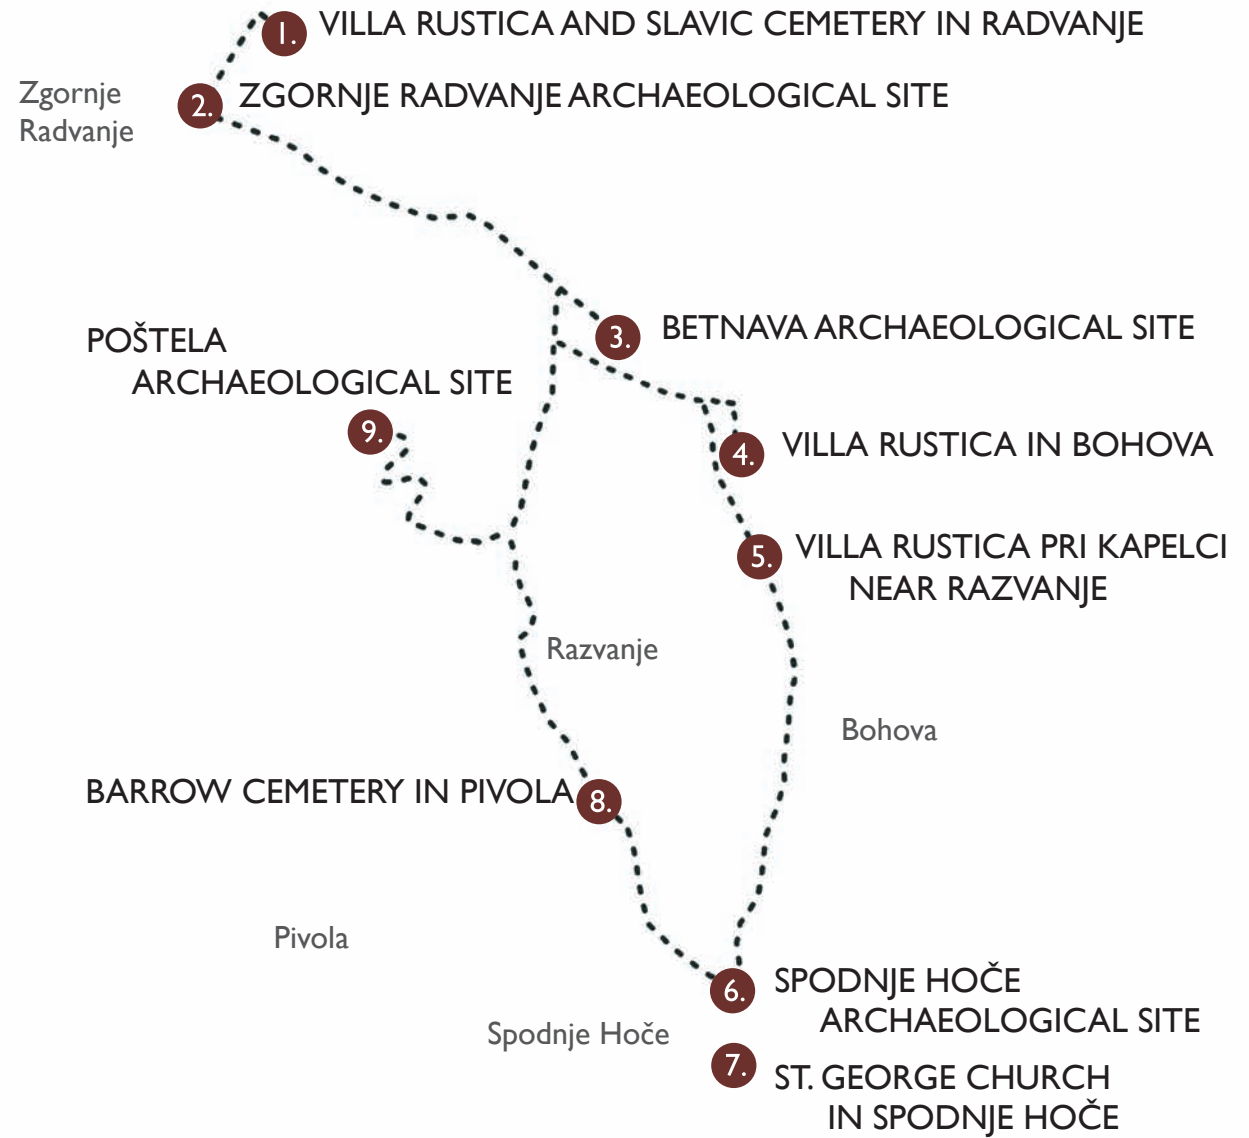 1. VILLA RUSTICA AND SLAVIC CEMETERY IN RADVANJE
Zgornje
Radvanje
2. ZGORNJE RADVANJE ARCHAEOLOGICAL SITE
3. BETNAVA ARCHAEOLOGICAL SITE
POŠTELA
ARCHAEOLOGICAL SITE
9.
4. VILLA RUSTICA IN BOHOVA
5. VILLA RUSTICA PRI KAPELCI
NEAR RAZVANJE
Razvanje
Bohova
BARROW CEMETERY IN PIVOLA 8.
Pivola
6. SPODNJE HOČE
ARCHAEOLOGICAL SITE
Spodnje Hoče
7. ST. GEORGE CHURCH
IN SPODNJE HOČE